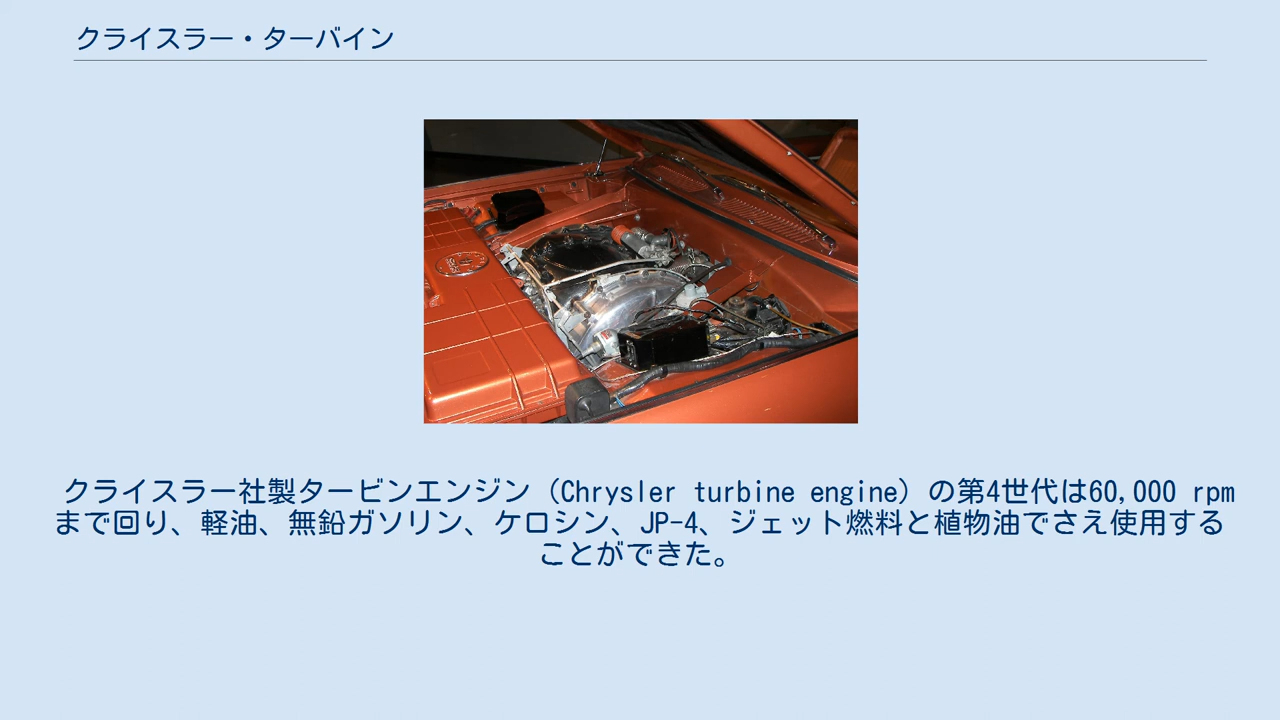 クライスラー・ターバイン
クライスラー社製タービンエンジン（Chrysler turbine engine）の第4世代は60,000 rpm
まで回り、軽油、無鉛ガソリン、ケロシン、JP-4、ジェット燃料と植物油でさえ使用する
ことができた。